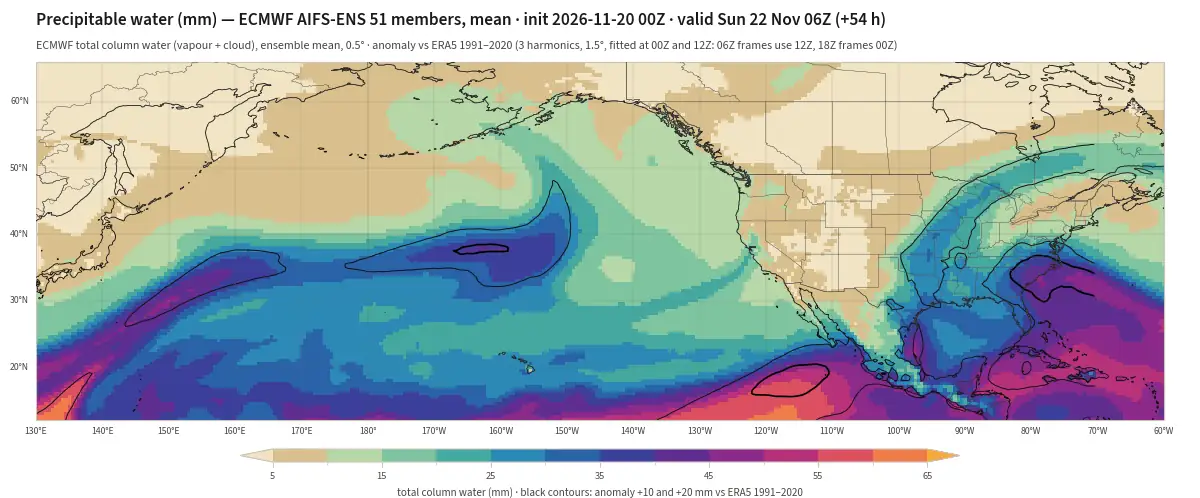 Precipitable water (mm) — ECMWF AIFS-ENS 51 members, mean · init 2026-11-20 00Z · valid Sun 22 Nov 06Z (+54 h)
ECMWF total column water (vapour + cloud), ensemble mean, 0.5° · anomaly vs ERA5 1991–2020 (3 harmonics, 1.5°, fitted at 00Z and 12Z: 06Z frames use 12Z, 18Z frames 00Z)
60°N
50°N
40°N
30°N
20°N
130°E 140°E 150°E 160°E 170°E 180° 170°W 160°W 150°W 140°W 130°W 120°W 110°W 100°W 90°W 80°W 70°W 60°W
5 15 25 35 45 55 65
total column water (mm) · black contours: anomaly +10 and +20 mm vs ERA5 1991–2020